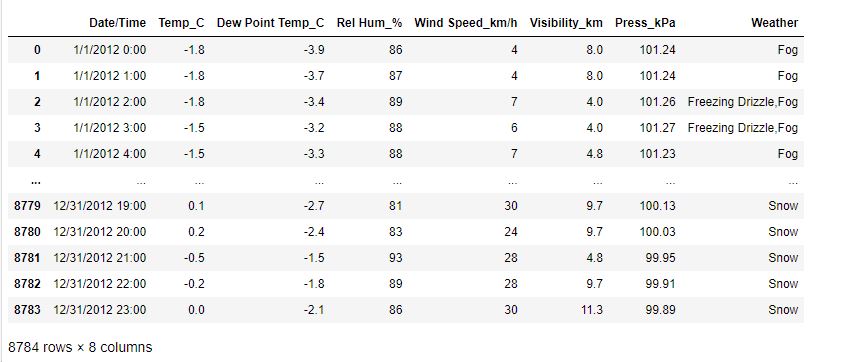 Date/Time Temp_C Dew Point Temp_C Rel Hum_% Wind Speed_km/h Visibility_km Press_kPa Weather
0 1/1/2012 0:00 -1.8 -3.9 86 4 8.0 101.24 Fog
1 1/1/2012 1:00 -1.8 -3.7 87 4 8.0 101.24 Fog
2 1/1/2012 2:00 -1.8 -3.4 89 7 4.0 101.26 Freezing Drizzle,Fog
3 1/1/2012 3:00 -1.5 -3.2 88 6 4.0 101.27 Freezing Drizzle,Fog
4 1/1/2012 4:00 -1.5 -3.3 88 7 4.8 101.23 Fog
... ... ... ... ... ... ... ... ...
8779 12/31/2012 19:00 0.1 -2.7 81 30 9.7 100.13 Snow
8780 12/31/2012 20:00 0.2 -2.4 83 24 9.7 100.03 Snow
8781 12/31/2012 21:00 -0.5 -1.5 93 28 4.8 99.95 Snow
8782 12/31/2012 22:00 -0.2 -1.8 89 28 9.7 99.91 Snow
8783 12/31/2012 23:00 0.0 -2.1 86 30 11.3 99.89 Snow
8784 rows × 8 columns